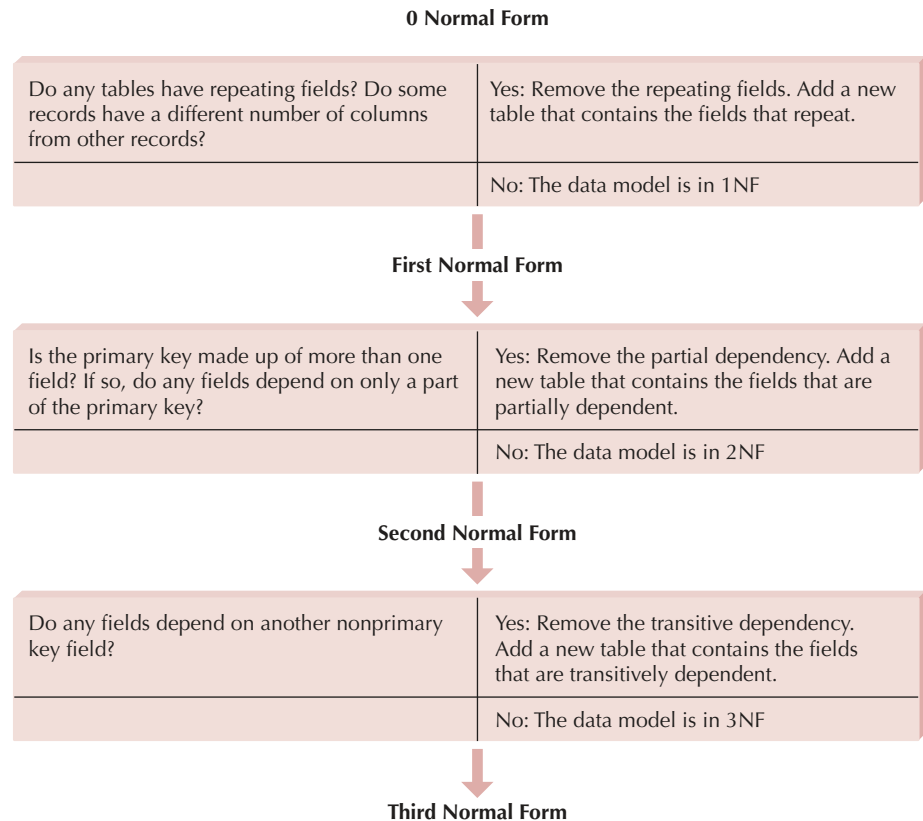 0 Normal Form
Do any tables have repeating fields? Do some
records have a different number of columns
from other records?
Yes: Remove the repeating fields. Add a new
table that contains the fields that repeat.
No: The data model is in 1NF
First Normal Form
Is the primary key made up of more than one
field? If so, do any fields depend on only a part
of the primary key?
Yes: Remove the partial dependency. Add a
new table that contains the fields that are
partially dependent.
No: The data model is in 2NF
Second Normal Form
Do any fields depend on another nonprimary
key field?
Yes: Remove the transitive dependency.
Add a new table that contains the fields
that are transitively dependent.
No: The data model is in 3NF
Third Normal Form